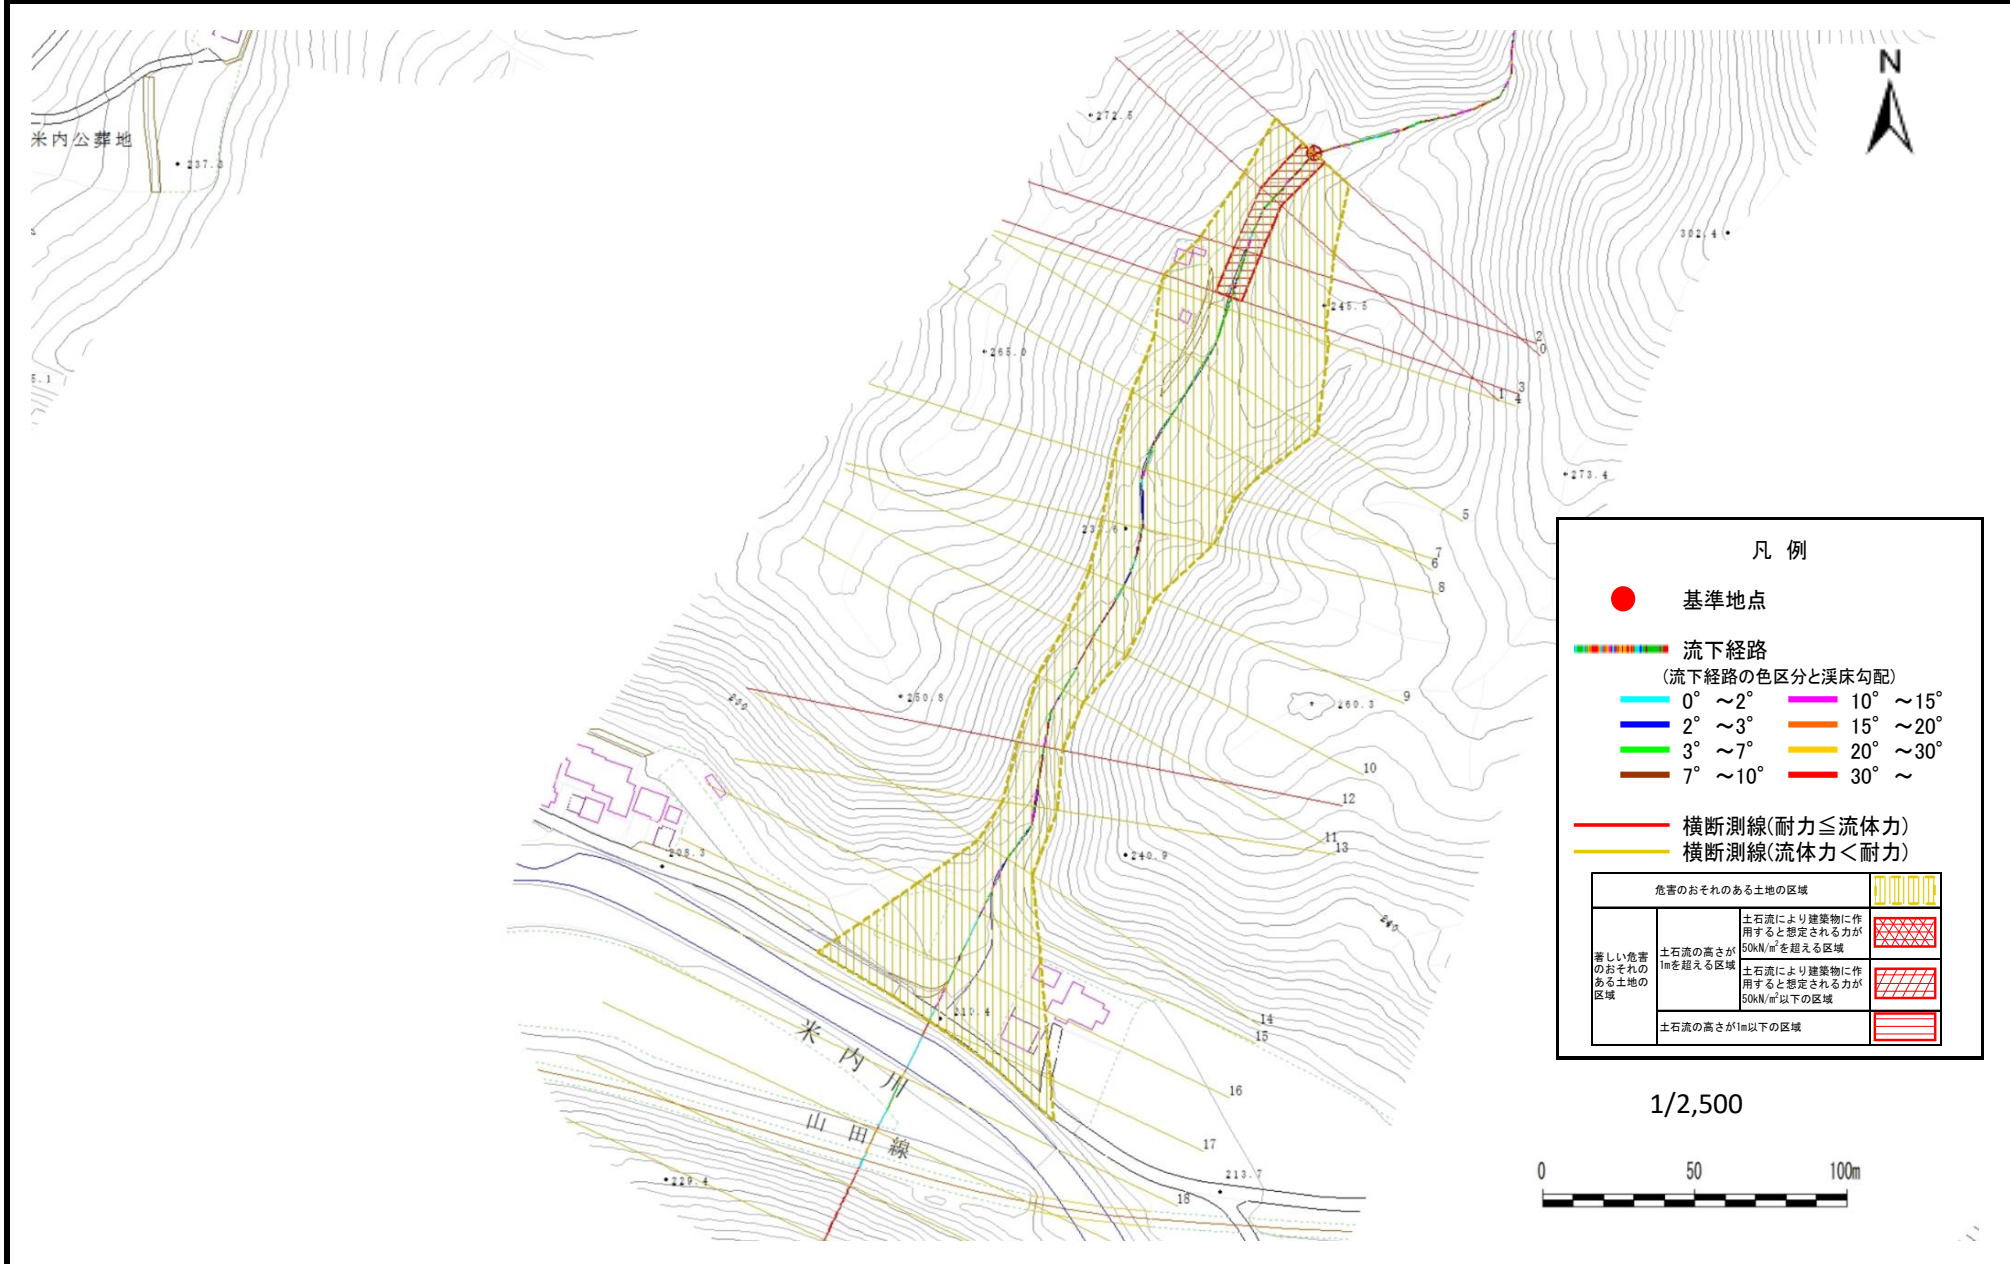 N
米内公葬地
237.3
272.5
302.4
245.5
265.0
5.1
2
0
3
1
4
273.4
5
7
6
8
9
250.8
200
260.3
10
12
11
13
208.3
240.9
240
210.4
14
15
米内川
16
山田線
17
213.7
18
229.4
凡 例
基準地点
流下経路
(流下経路の色区分と渓床勾配)
0° ～2° 10° ～15°
2° ～3° 15° ～20°
3° ～7° 20° ～30°
7° ～10° 30° ～
横断測線(耐力≦流体力)
横断測線(流体力＜耐力)
危害のおそれのある土地の区域
著しい危害
のおそれの
ある土地の
区域
土石流の高さが
1mを超える区域
土石流により建築物に作
用すると想定される力が
50kN/m²を超える区域
土石流により建築物に作
用すると想定される力が
50kN/m²以下の区域
土石流の高さが1m以下の区域
1/2,500
0 50 100m